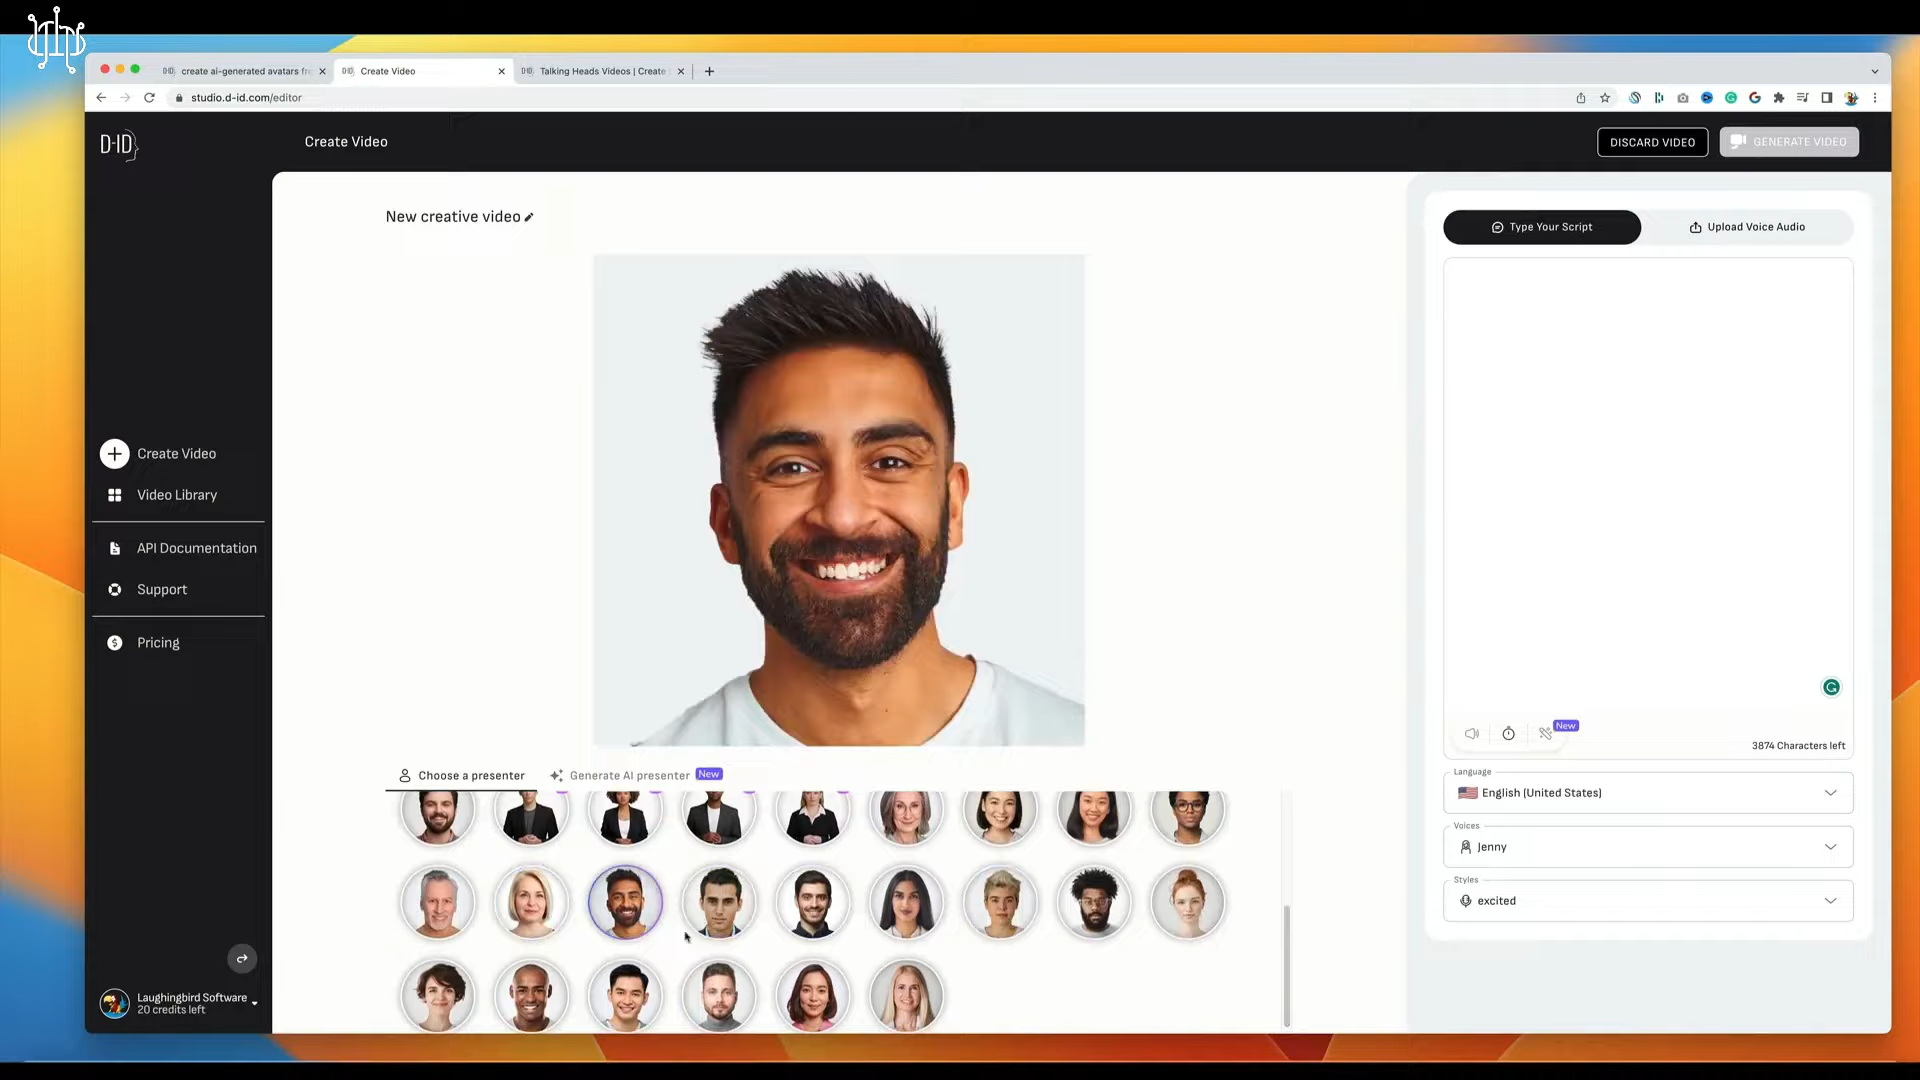 create ai-generated avatars fr
Create Video
Talking Heads Videos | Create
studio.d-id.com/editor
D-ID
Create Video
DISCARD VIDEO
GENERATE VIDEO
New creative video
Type Your Script
Upload Voice Audio
Create Video
Video Library
API Documentation
Support
Pricing
New
3874 Characters left
Choose a presenter
Generate AI presenter
New
Language
English (United States)
Voices
Jenny
Styles
excited
Laughingbird Software
20 credits left